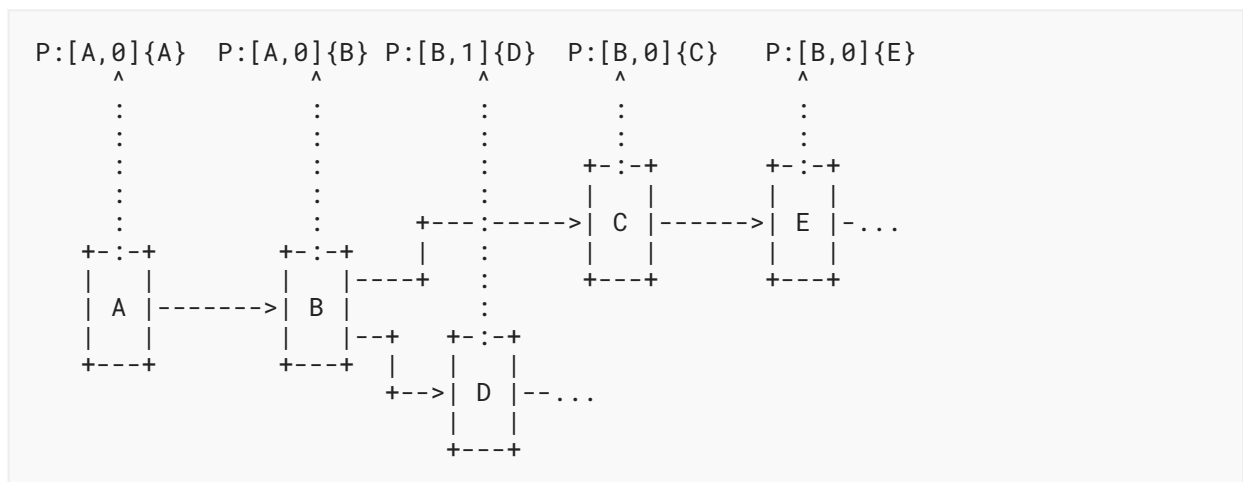 P:[A,0]{A} P:[A,0]{B} P:[B,1]{D} P:[B,0]{C} P:[B,0]{E}
C
E
...
A
B
D
...